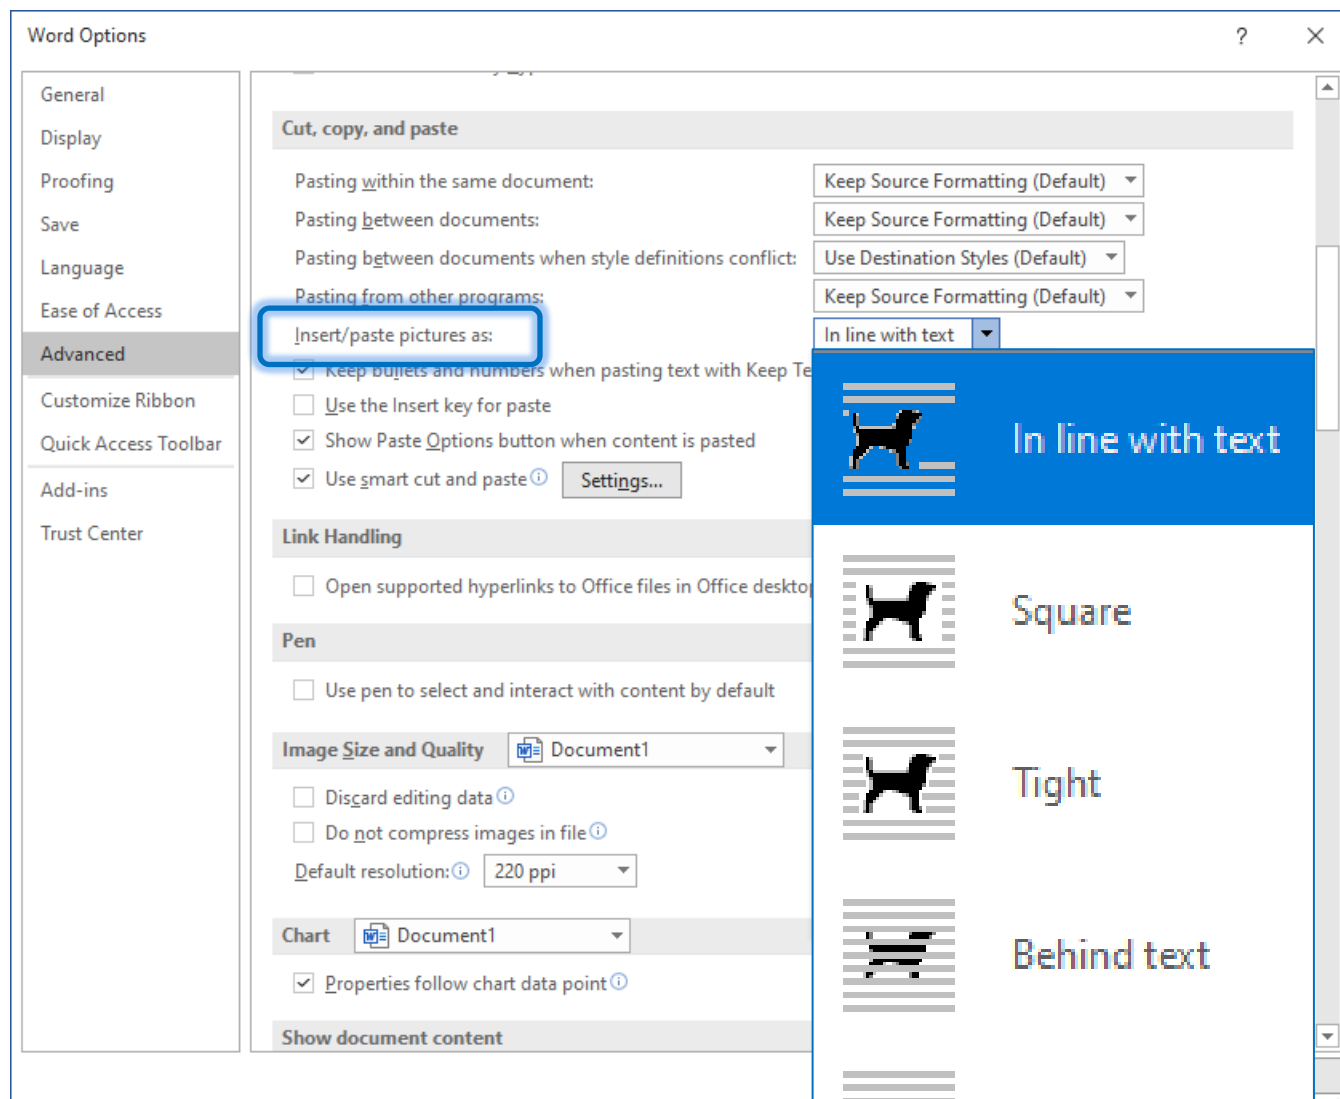 Word Options
?
General
Display
Proofing
Save
Language
Ease of Access
Advanced
Customize Ribbon
Quick Access Toolbar
Add-ins
Trust Center
Cut, copy, and paste
Pasting within the same document: Keep Source Formatting (Default)
Pasting between documents: Keep Source Formatting (Default)
Pasting between documents when style definitions conflict: Use Destination Styles (Default)
Pasting from other programs: Keep Source Formatting (Default)
Insert/paste pictures as: In line with text
Keep bullets and numbers when pasting text with Keep Te
Use the Insert key for paste
Show Paste Options button when content is pasted
Use smart cut and paste Settings...
Link Handling
Open supported hyperlinks to Office files in Office deskto
Pen
Use pen to select and interact with content by default
Image Size and Quality Document1
Discard editing data
Do not compress images in file
Default resolution: 220 ppi
Chart Document1
Properties follow chart data point
Show document content
In line with text
Square
Tight
Behind text